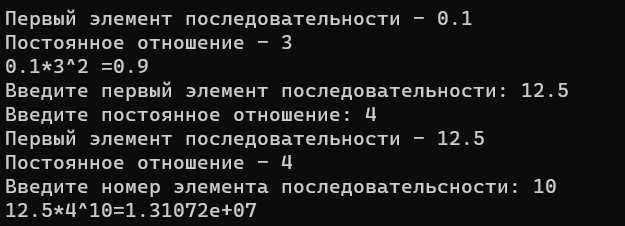 Первый элемент последовательности - 0.1
Постоянное отношение - 3
0.1*3^2 =0.9
Введите первый элемент последовательности: 12.5
Введите постоянное отношение: 4
Первый элемент последовательности - 12.5
Постоянное отношение - 4
Введите номер элемента последовательсности: 10
12.5*4^10=1.31072e+07